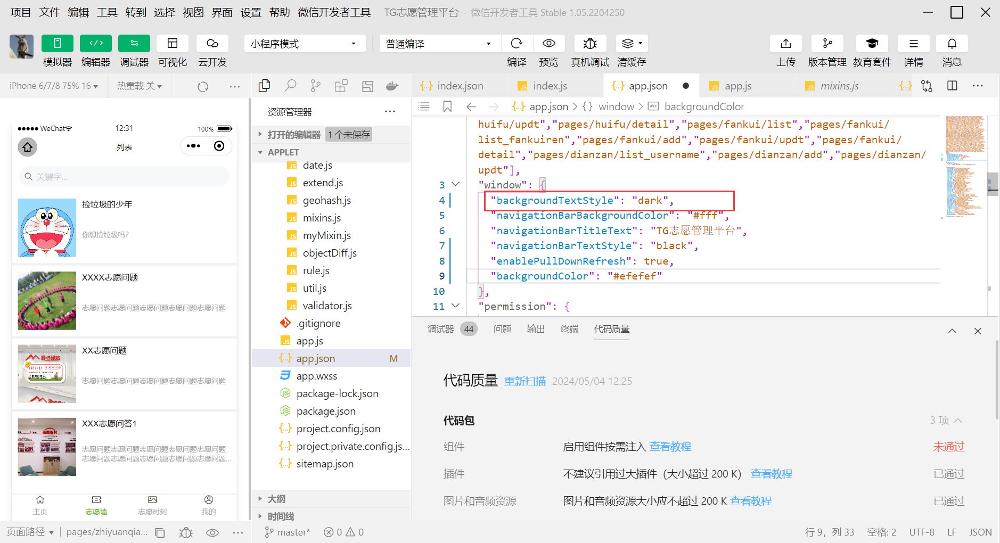 项目 文件 编辑 工具 转到 选择 视图 界面 设置 帮助 微信开发者工具 TG志愿管理平台 - 微信开发者工具 Stable 1.05.2204250
小程序模式 普通编译
模拟器 编辑器 调试器 可视化 云开发 编译 预览 真机调试 清缓存 上传 版本管理 教育套件 详情 消息
iPhone 6/7/8 75% 16 热重载 关
index.json index.js app.json app.js mixins.js
资源管理器
app.json > {} window > backgroundColor
WeChat 12:31 100%
列表
关键字...
捡垃圾的少年
你想捡垃圾吗?
XXXX志愿问题
志愿问题志愿问题志愿问题志愿问题志愿问题
XX志愿问题
志愿问题志愿问题志愿问题志愿问题志愿问题
XXX志愿问答1
志愿问题志愿问题志愿问题志愿问题志愿问题
志愿问题志愿问题志愿问题志愿问题志愿问题...
主页 志愿墙 志愿时刻 我的
页面路径 | pages/zhiyuanqia...
打开的编辑器 1 个未保存
APPLET
date.js
extend.js
geohash.js
mixins.js
myMixin.js
objectDiff.js
rule.js
util.js
validator.js
.gitignore
app.js
app.json M
app.wxss
package-lock.json
package.json
project.config.json
project.private.config.js...
sitemap.json
大纲
时间线
master* 0 0
huifu/updt","pages/huifu/detail","pages/fankui/list","pages/fankui/
list_fankuiren","pages/fankui/add","pages/fankui/updt","pages/fankui/
detail","pages/dianzan/list_username","pages/dianzan/add","pages/dianzan/
updt"],
3 "window": {
4 "backgroundTextStyle": "dark",
5 "navigationBarBackgroundColor": "#fff",
6 "navigationBarTitleText": "TG志愿管理平台",
7 "navigationBarTextStyle": "black",
8 "enablePullDownRefresh": true,
9 "backgroundColor": "#efefef"
10 },
11 "permission": {
调试器 44 问题 输出 终端 代码质量
代码质量 重新扫描 2024/05/04 12:25
代码包 3 项
组件 启用组件按需注入 查看教程 未通过
插件 不建议引用过大插件（大小超过 200 K） 查看教程 已通过
图片和音频资源 图片和音频资源大小应不超过 200 K 查看教程 已通过
行 9，列 33 空格: 2 UTF-8 LF JSON